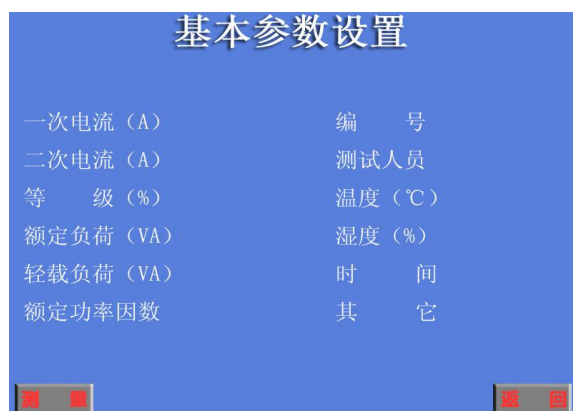 基本参数设置
一次电流（A） 编 号
二次电流（A） 测试人员
等 级（%） 温度（℃）
额定负荷（VA） 湿度（%）
轻载负荷（VA） 时 间
额定功率因数 其 它
测 量 返 回